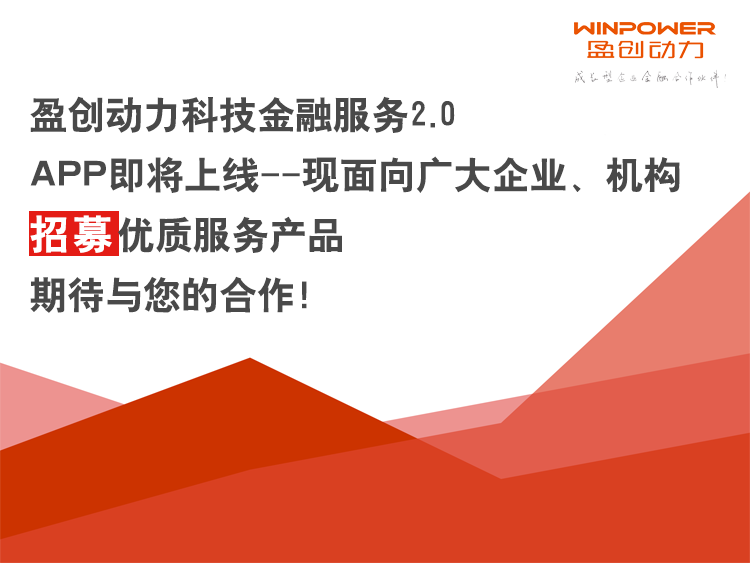 WINPOWER
盈创动力
成长型企业金融合作伙伴!
盈创动力科技金融服务2.0
APP即将上线--现面向广大企业、机构
招募优质服务产品
期待与您的合作!